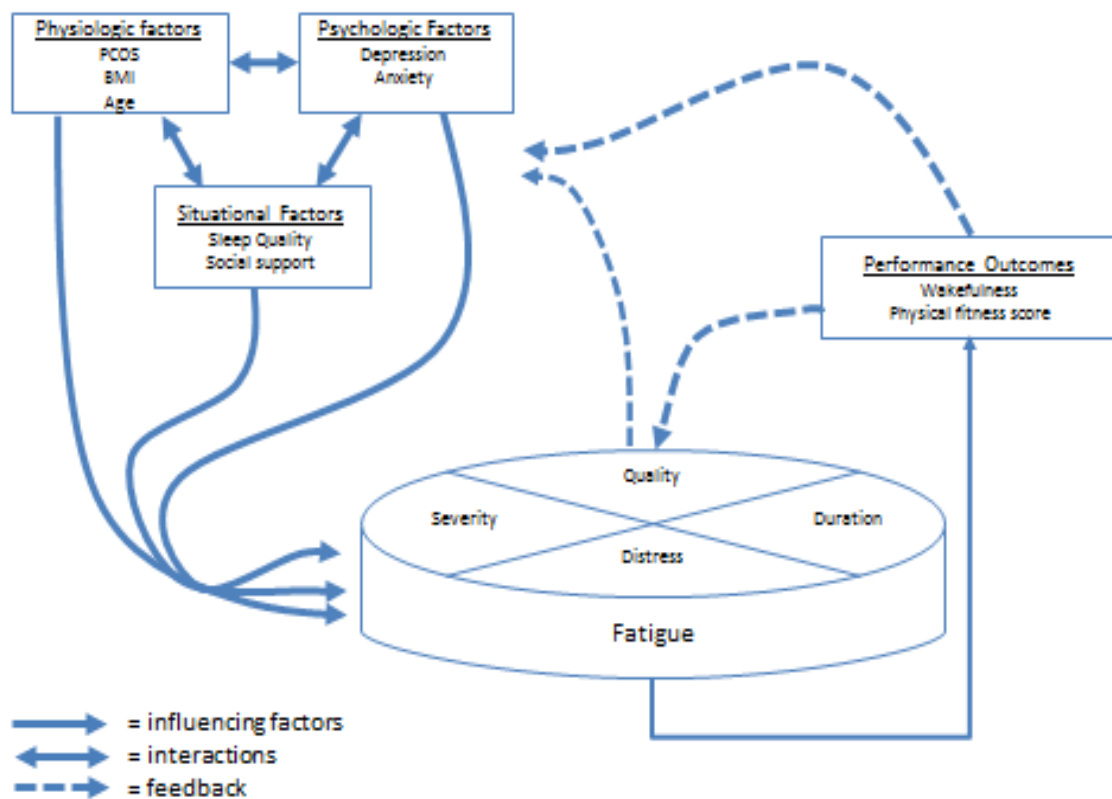 Physiologic factors
PCOS
BMI
Age
Psychologic Factors
Depression
Anxiety
Situational Factors
Sleep Quality
Social support
Performance Outcomes
Wakefulness
Physical fitness score
Quality
Severity
Duration
Distress
Fatigue
= influencing factors
= interactions
= feedback